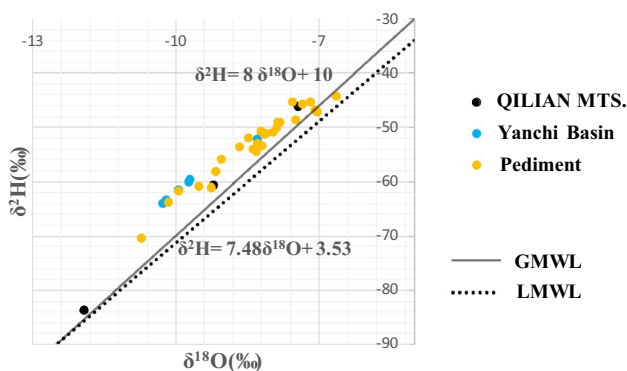 -13 -10 -7 -30
δ²H= 8 δ¹⁸O+ 10
-40
-50
-60
-70
-80
-90
δ²H= 7.48δ¹⁸O+ 3.53
δ²H(‰)
δ¹⁸O(‰)
QILIAN MTS.
Yanchi Basin
Pediment
GMWL
LMWL